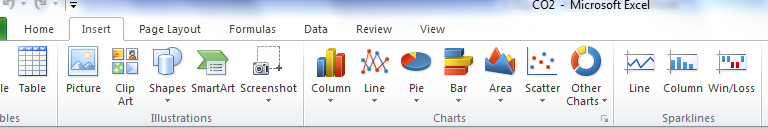 CO2 - Microsoft Excel
Home Insert Page Layout Formulas Data Review View
le Table Picture Clip Art Shapes SmartArt Screenshot Column Line Pie Bar Area Scatter Other Charts Line Column Win/Loss
bles Illustrations Charts Sparklines